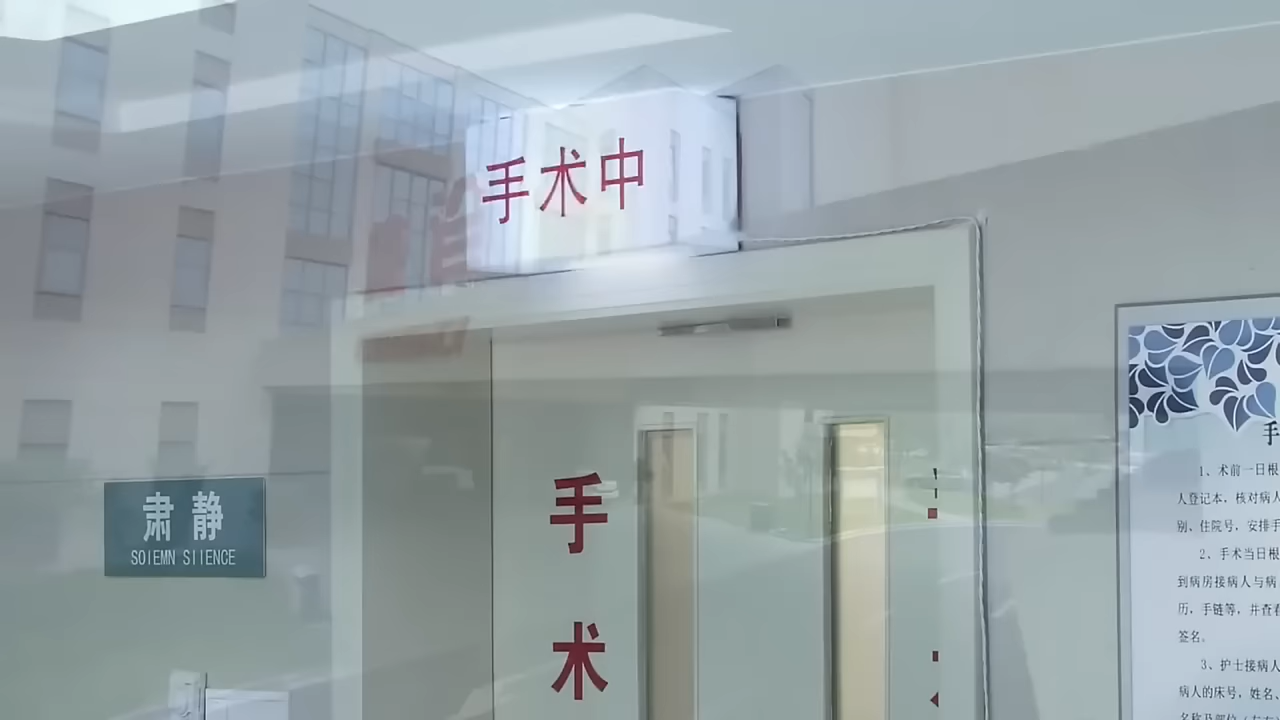 手术中
手
术
肃静
SOIEMN SIIENCE
手
1、术前一日根
人登记本，核对病人
别、住院号，安排手
2、手术当日根
到病房接病人与病
历，手链等，并查看
签名。
3、护士接病人
病人的床号，姓名、